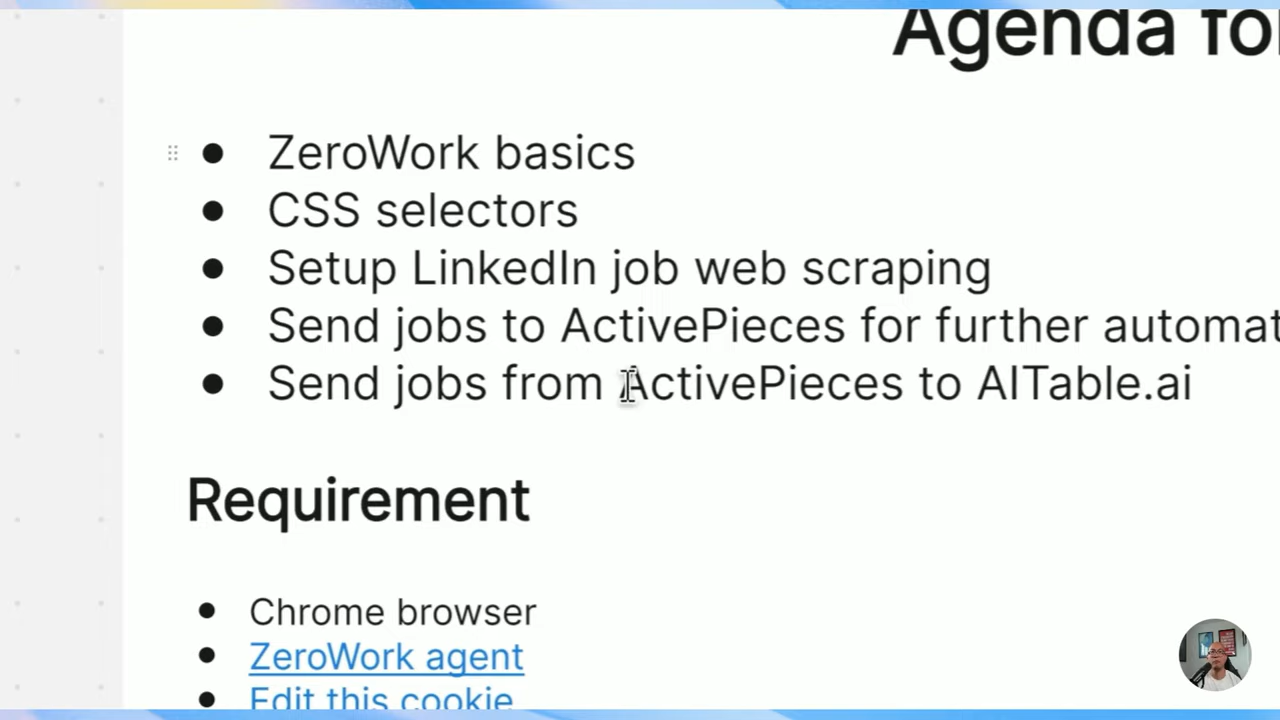 Agenda for
ZeroWork basics
CSS selectors
Setup LinkedIn job web scraping
Send jobs to ActivePieces for further automat
Send jobs from ActivePieces to AITable.ai
Requirement
Chrome browser
ZeroWork agent
Edit this cookie